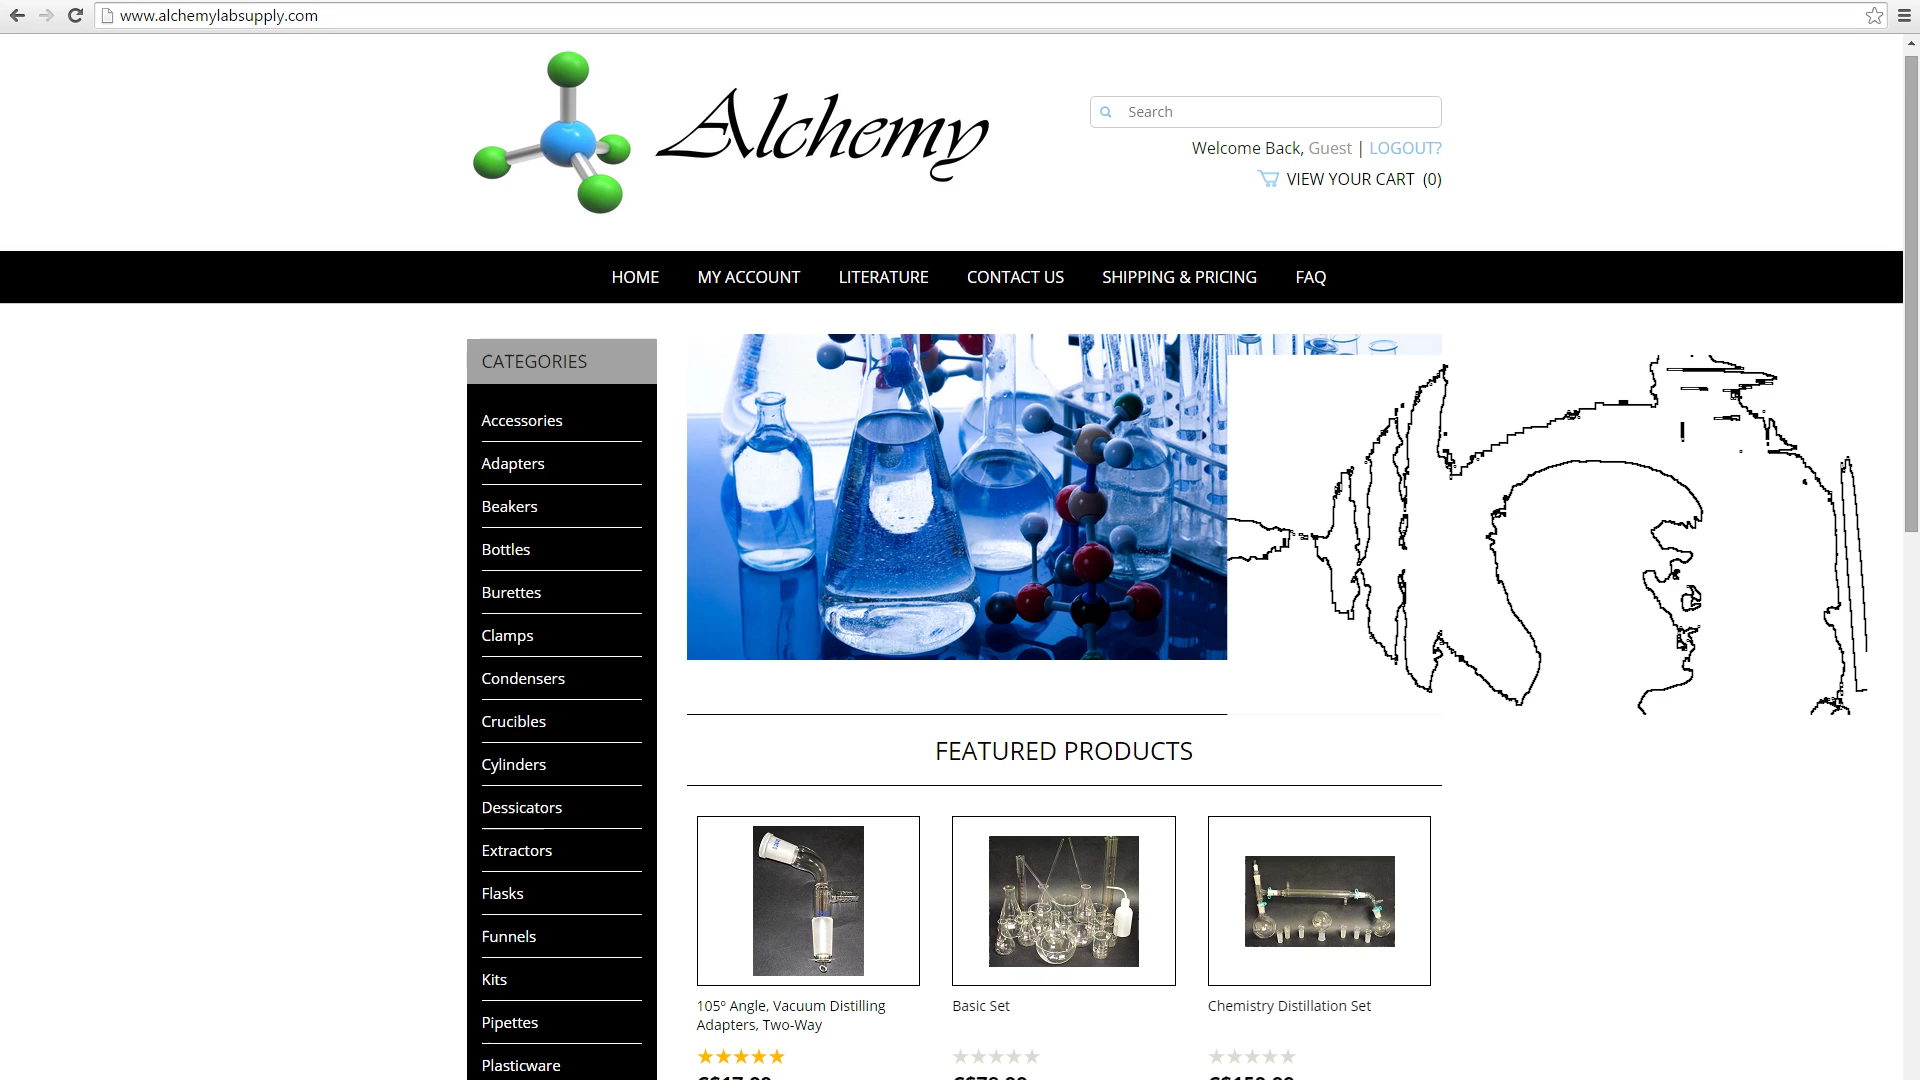 www.alchemylabsupply.com
Alchemy
Search
Welcome Back, Guest | LOGOUT?
VIEW YOUR CART (0)
HOME MY ACCOUNT LITERATURE CONTACT US SHIPPING & PRICING FAQ
CATEGORIES
Accessories
Adapters
Beakers
Bottles
Burettes
Clamps
Condensers
Crucibles
Cylinders
Dessicators
Extractors
Flasks
Funnels
Kits
Pipettes
Plasticware
FEATURED PRODUCTS
105º Angle, Vacuum Distilling
Adapters, Two-Way
Basic Set
Chemistry Distillation Set